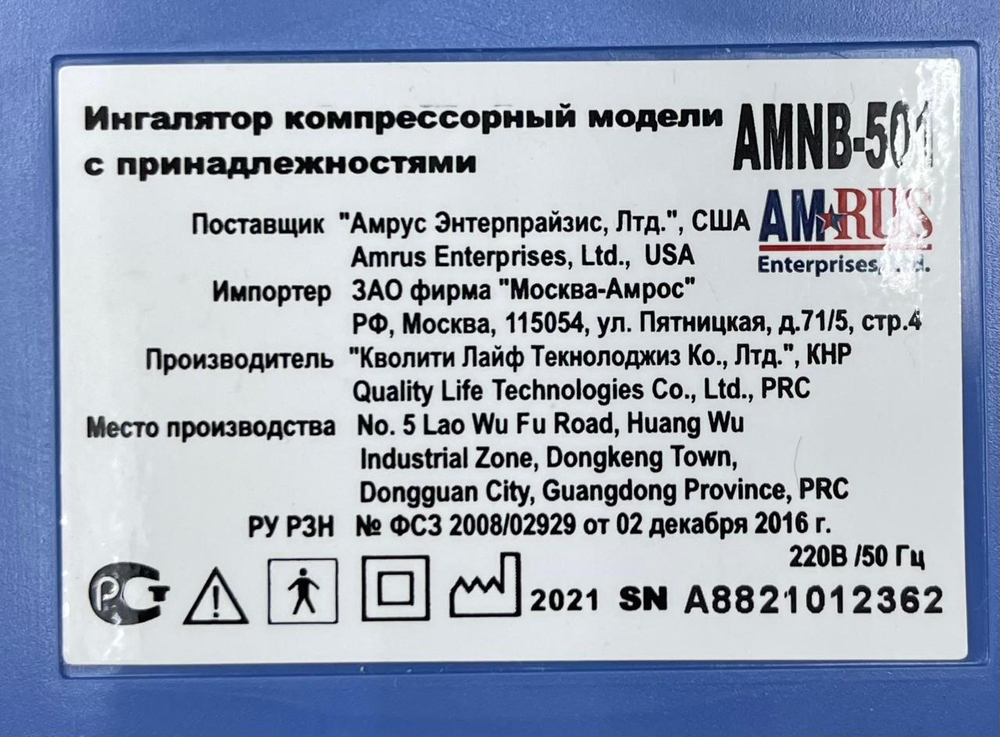 Ингалятор компрессорный модели AMNB-501
с принадлежностями
AMRUS
Enterprises,
Поставщик "Амрус Энтерпрайзис, Лтд.", США
Amrus Enterprises, Ltd., USA
Импортер ЗАО фирма "Москва-Амрос"
РФ, Москва, 115054, ул. Пятницкая, д.71/5, стр.4
Производитель "Кволити Лайф Текнолоджиз Ко., Лтд.", КНР
Quality Life Technologies Co., Ltd., PRC
Место производства No. 5 Lao Wu Fu Road, Huang Wu
Industrial Zone, Dongkeng Town,
Dongguan City, Guangdong Province, PRC
РУ РЗН № ФСЗ 2008/02929 от 02 декабря 2016 г.
220В /50 Гц
2021 SN A8821012362